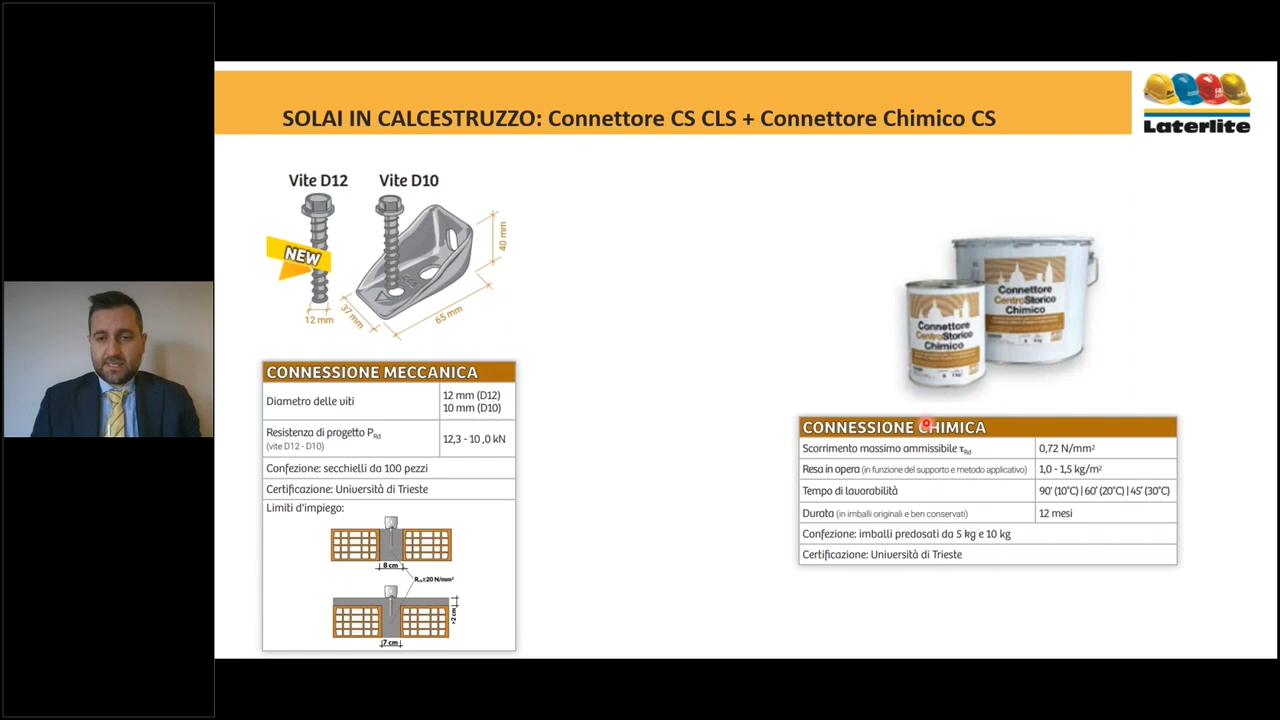 SOLAI IN CALCESTRUZZO: Connettore CS CLS + Connettore Chimico CS
Laterlite
Vite D12
Vite D10
NEW
12 mm
37 mm
65 mm
40 mm
Connettore
CentroStorico
Chimico
Connettore
CentroStorico
Chimico
CONNESSIONE MECCANICA
Diametro delle viti
12 mm (D12)
10 mm (D10)
Resistenza di progetto PRd
(vite D12 - D10)
12,3 - 10 ,0 kN
Confezione: secchielli da 100 pezzi
Certificazione: Università di Trieste
Limiti d'impiego:
8 cm
≥20 N/mm²
7 cm
CONNESSIONE CHIMICA
Scorrimento massimo ammissibile τRd
0,72 N/mm²
Resa in opera (in funzione del supporto e metodo applicativo)
1,0 - 1,5 kg/m²
Tempo di lavorabilità
90' (10°C) | 60' (20°C) | 45' (30°C)
Durata (in imballi originali e ben conservati)
12 mesi
Confezione: imballi predosati da 5 kg e 10 kg
Certificazione: Università di Trieste